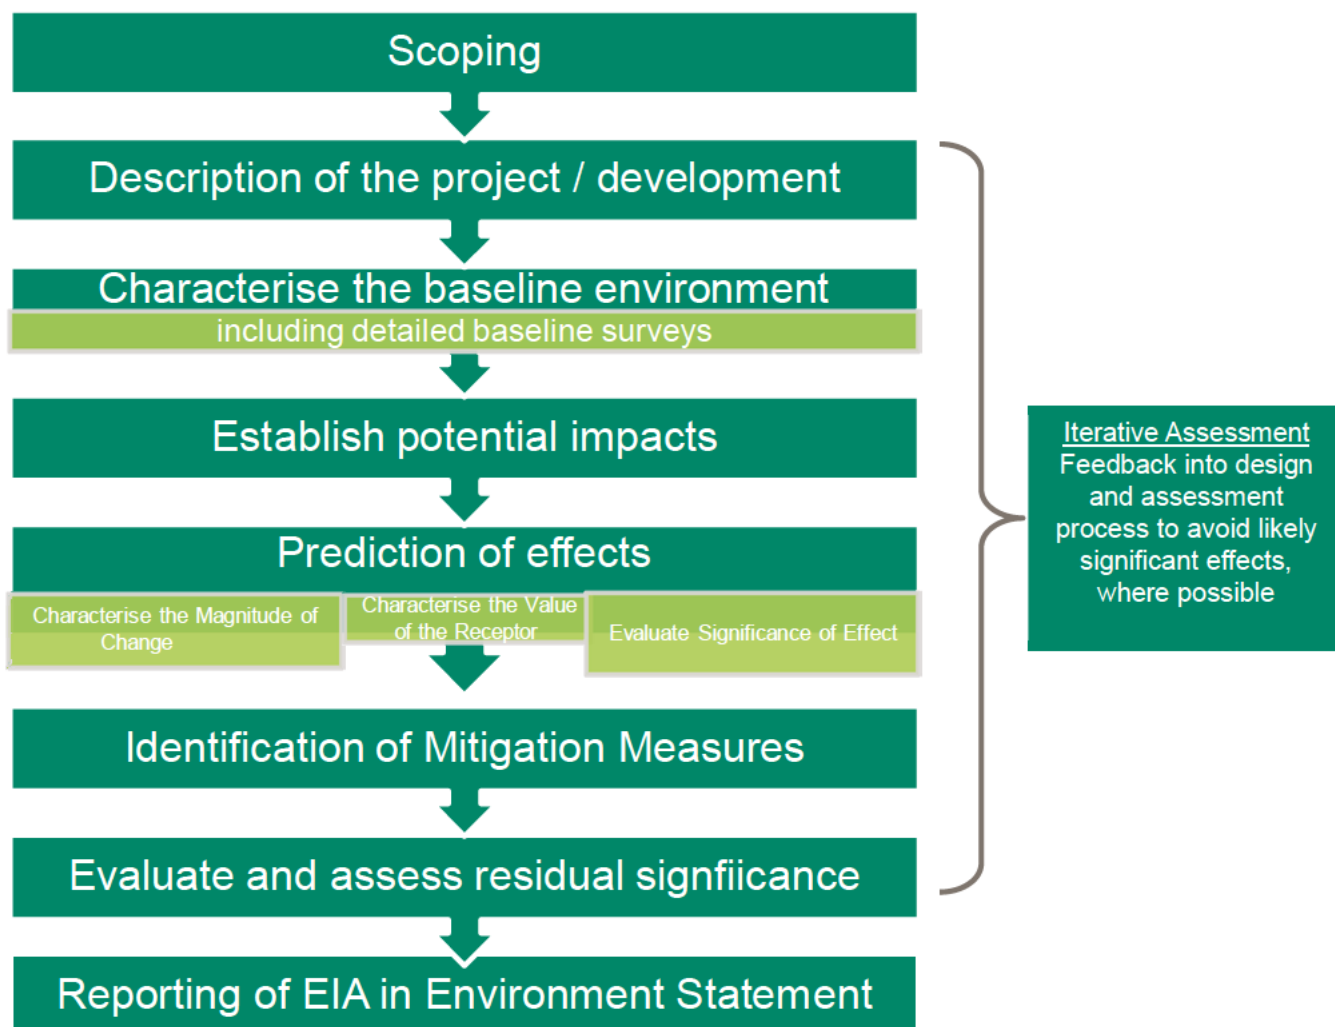 Scoping
Description of the project / development
Characterise the baseline environment
including detailed baseline surveys
Establish potential impacts
Prediction of effects
Characterise the Magnitude of
Change
Characterise the Value
of the Receptor
Evaluate Significance of Effect
Identification of Mitigation Measures
Evaluate and assess residual signfiicance
Reporting of EIA in Environment Statement
Iterative Assessment
Feedback into design
and assessment
process to avoid likely
significant effects,
where possible